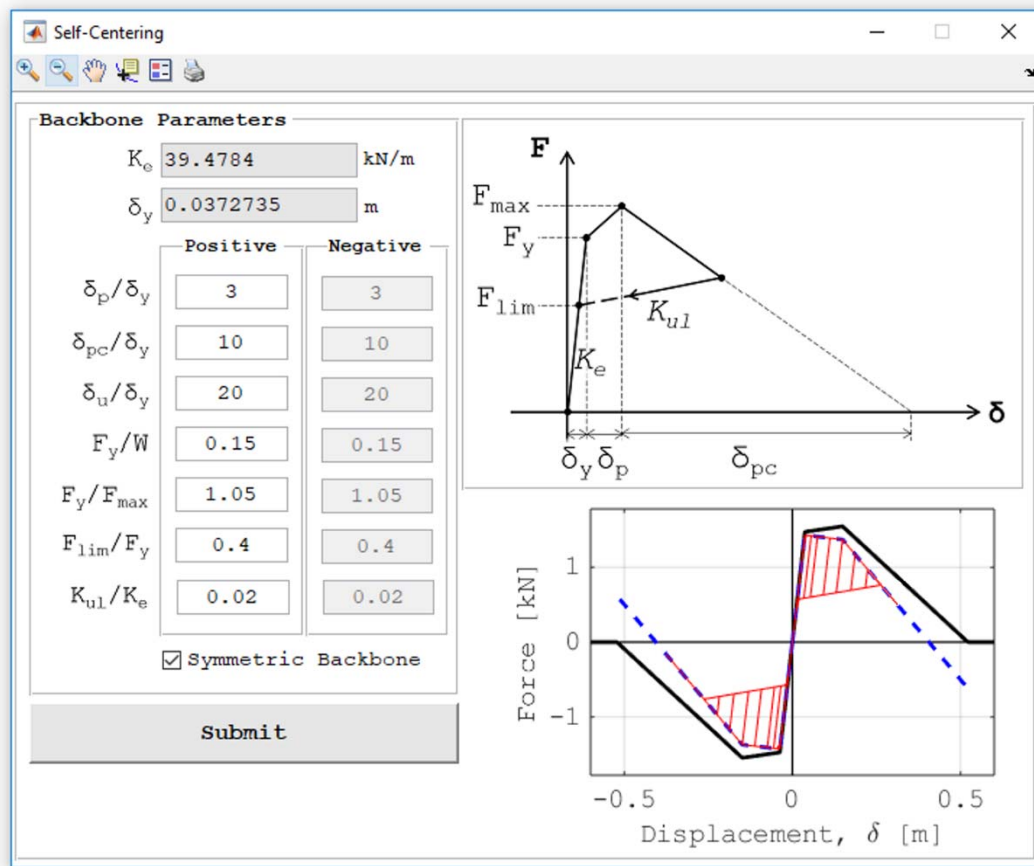 Self-Centering
Backbone Parameters
Ke 39.4784 kN/m
δy 0.0372735 m
Positive Negative
δp/δy 3 3
δpc/δy 10 10
δu/δy 20 20
Fy/W 0.15 0.15
Fy/Fmax 1.05 1.05
Flim/Fy 0.4 0.4
Kul/Ke 0.02 0.02
Symmetric Backbone
Submit
F
Fmax
Fy
Flim
Kul
Ke
δ
δy δp δpc
Force [kN]
1
0
-1
-0.5 0 0.5
Displacement, δ [m]